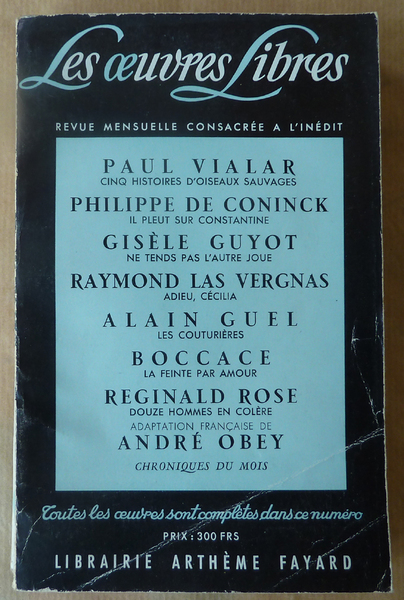 Les œuvres Libres
REVUE MENSUELLE CONSACRÉE A L'INÉDIT
PAUL VIALAR
CINQ HISTOIRES D'OISEAUX SAUVAGES
PHILIPPE DE CONINCK
IL PLEUT SUR CONSTANTINE
GISÈLE GUYOT
NE TENDS PAS L'AUTRE JOUE
RAYMOND LAS VERGNAS
ADIEU, CÉCILIA
ALAIN GUEL
LES COUTURIÈRES
BOCCACE
LA FEINTE PAR AMOUR
REGINALD ROSE
DOUZE HOMMES EN COLÈRE
ADAPTATION FRANÇAISE DE
ANDRÉ OBEY
CHRONIQUES DU MOIS
Toutes les œuvres sont complètes dans ce numéro
PRIX : 300 FRS
LIBRAIRIE ARTHÈME FAYARD